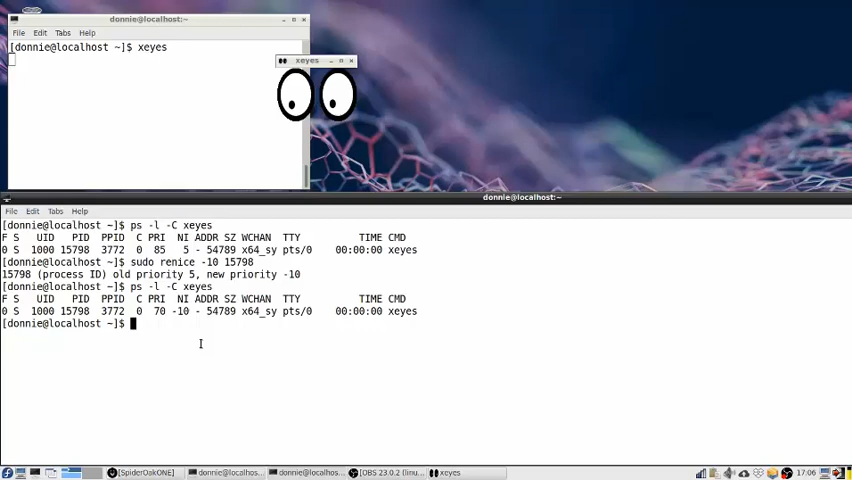 donnie@localhost:~
File Edit Tabs Help
[donnie@localhost ~]$ xeyes
xeyes
donnie@localhost:~
File Edit Tabs Help
[donnie@localhost ~]$ ps -l -C xeyes
F S UID PID PPID C PRI NI ADDR SZ WCHAN TTY TIME CMD
0 S 1000 15798 3772 0 85 5 - 54789 x64_sy pts/0 00:00:00 xeyes
[donnie@localhost ~]$ sudo renice -10 15798
15798 (process ID) old priority 5, new priority -10
[donnie@localhost ~]$ ps -l -C xeyes
F S UID PID PPID C PRI NI ADDR SZ WCHAN TTY TIME CMD
0 S 1000 15798 3772 0 70 -10 - 54789 x64_sy pts/0 00:00:00 xeyes
[donnie@localhost ~]$
[SpiderOakONE] donnie@localhos... [donnie@localhos... [OBS 23.0.2 (linu... xeyes 17:06